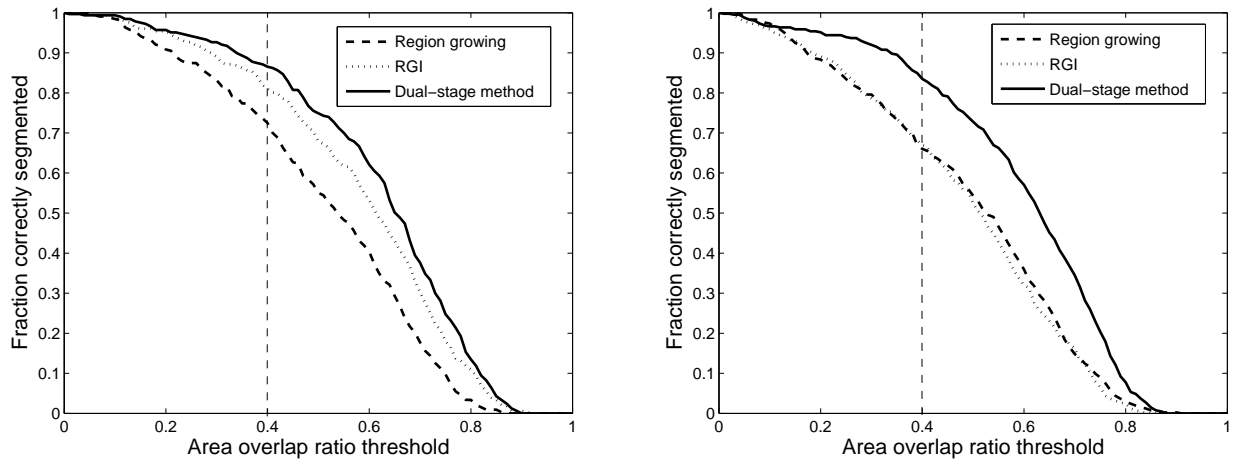 1
0.9
0.8
0.7
0.6
0.5
0.4
0.3
0.2
0.1
0
Fraction correctly segmented
Region growing
RGI
Dual−stage method
0 0.2 0.4 0.6 0.8 1
Area overlap ratio threshold
1
0.9
0.8
0.7
0.6
0.5
0.4
0.3
0.2
0.1
0
Fraction correctly segmented
Region growing
RGI
Dual−stage method
0 0.2 0.4 0.6 0.8 1
Area overlap ratio threshold